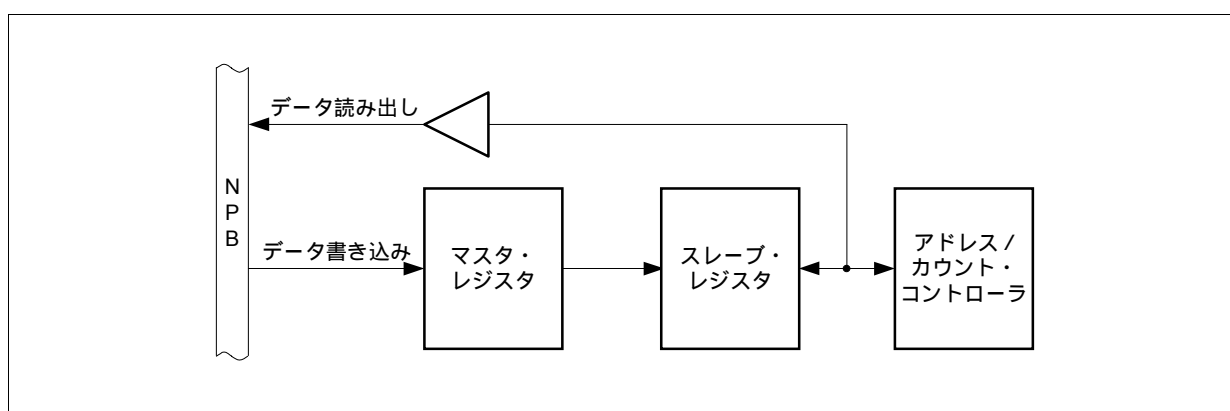 データ読み出し
N
P
B
データ書き込み
マスタ・
レジスタ
スレーブ・
レジスタ
アドレス/
カウント・
コントローラ